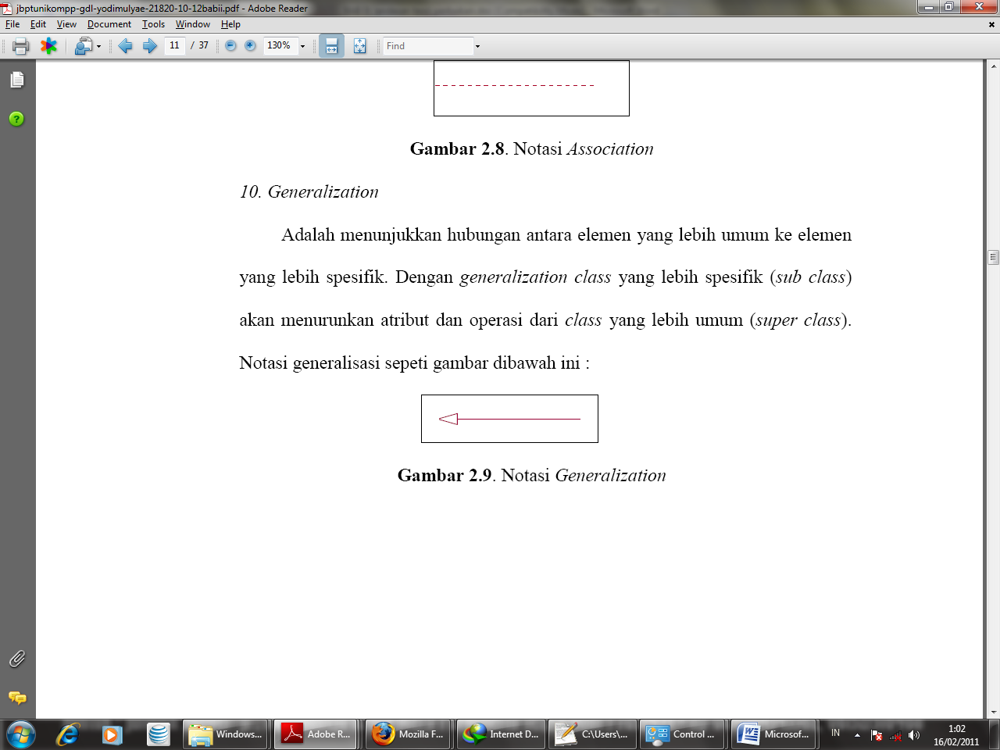 jbptunikompp-gdl-yodimulyae-21820-10-12babii.pdf - Adobe Reader
File Edit View Document Tools Window Help
11 / 37 130% Find
Gambar 2.8. Notasi Association
10. Generalization
Adalah menunjukkan hubungan antara elemen yang lebih umum ke elemen
yang lebih spesifik. Dengan generalization class yang lebih spesifik (sub class)
akan menurunkan atribut dan operasi dari class yang lebih umum (super class).
Notasi generalisasi sepeti gambar dibawah ini :
Gambar 2.9. Notasi Generalization
Windows... Adobe R... Mozilla F... Internet D... C:\Users\... Control ... Microsof... IN 1:02
16/02/2011